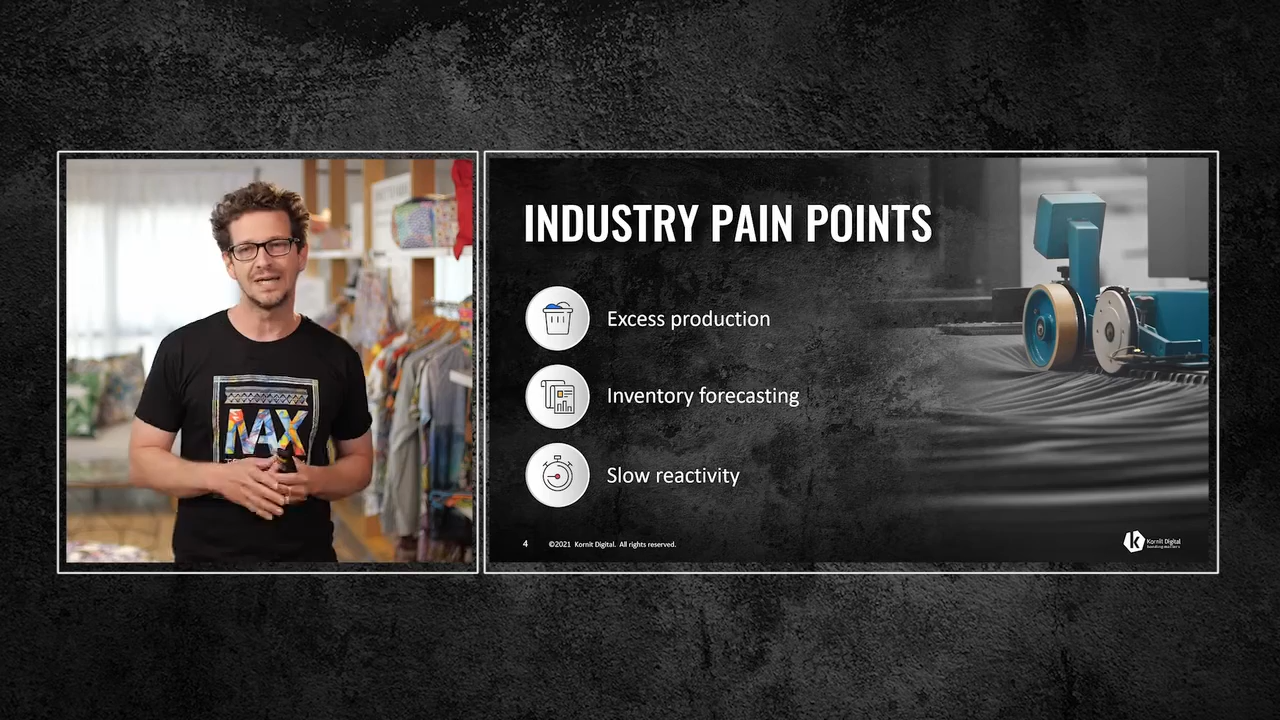 MAX
INDUSTRY PAIN POINTS
Excess production
Inventory forecasting
Slow reactivity
4 ©2021 Kornit Digital. All rights reserved.
k Kornit Digital